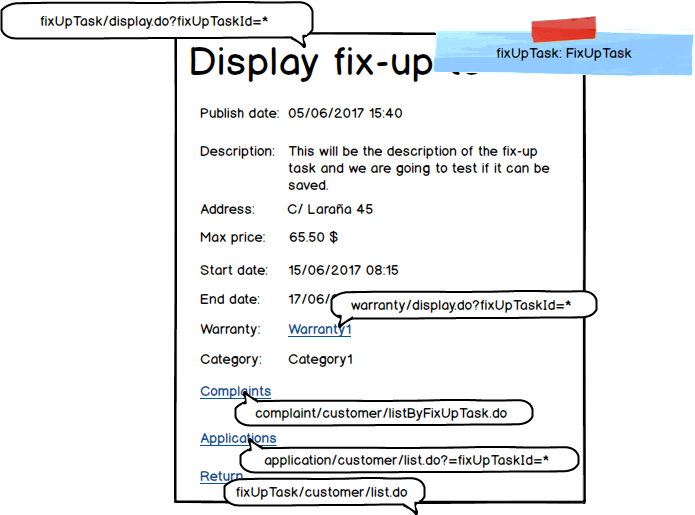 fixUpTask/display.do?fixUpTaskId=*
fixUpTask: FixUpTask
Display fix-up
Publish date: 05/06/2017 15:40
Description: This will be the description of the fix-up
task and we are going to test if it can be
saved.
Address: C/ Laraña 45
Max price: 65.50 $
Start date: 15/06/2017 08:15
End date: 17/06/
warranty/display.do?fixUpTaskId=*
Warranty: Warranty1
Category: Category1
Complaints
complaint/customer/listByFixUpTask.do
Applications
application/customer/list.do?=fixUpTaskId=*
Return
fixUpTask/customer/list.do